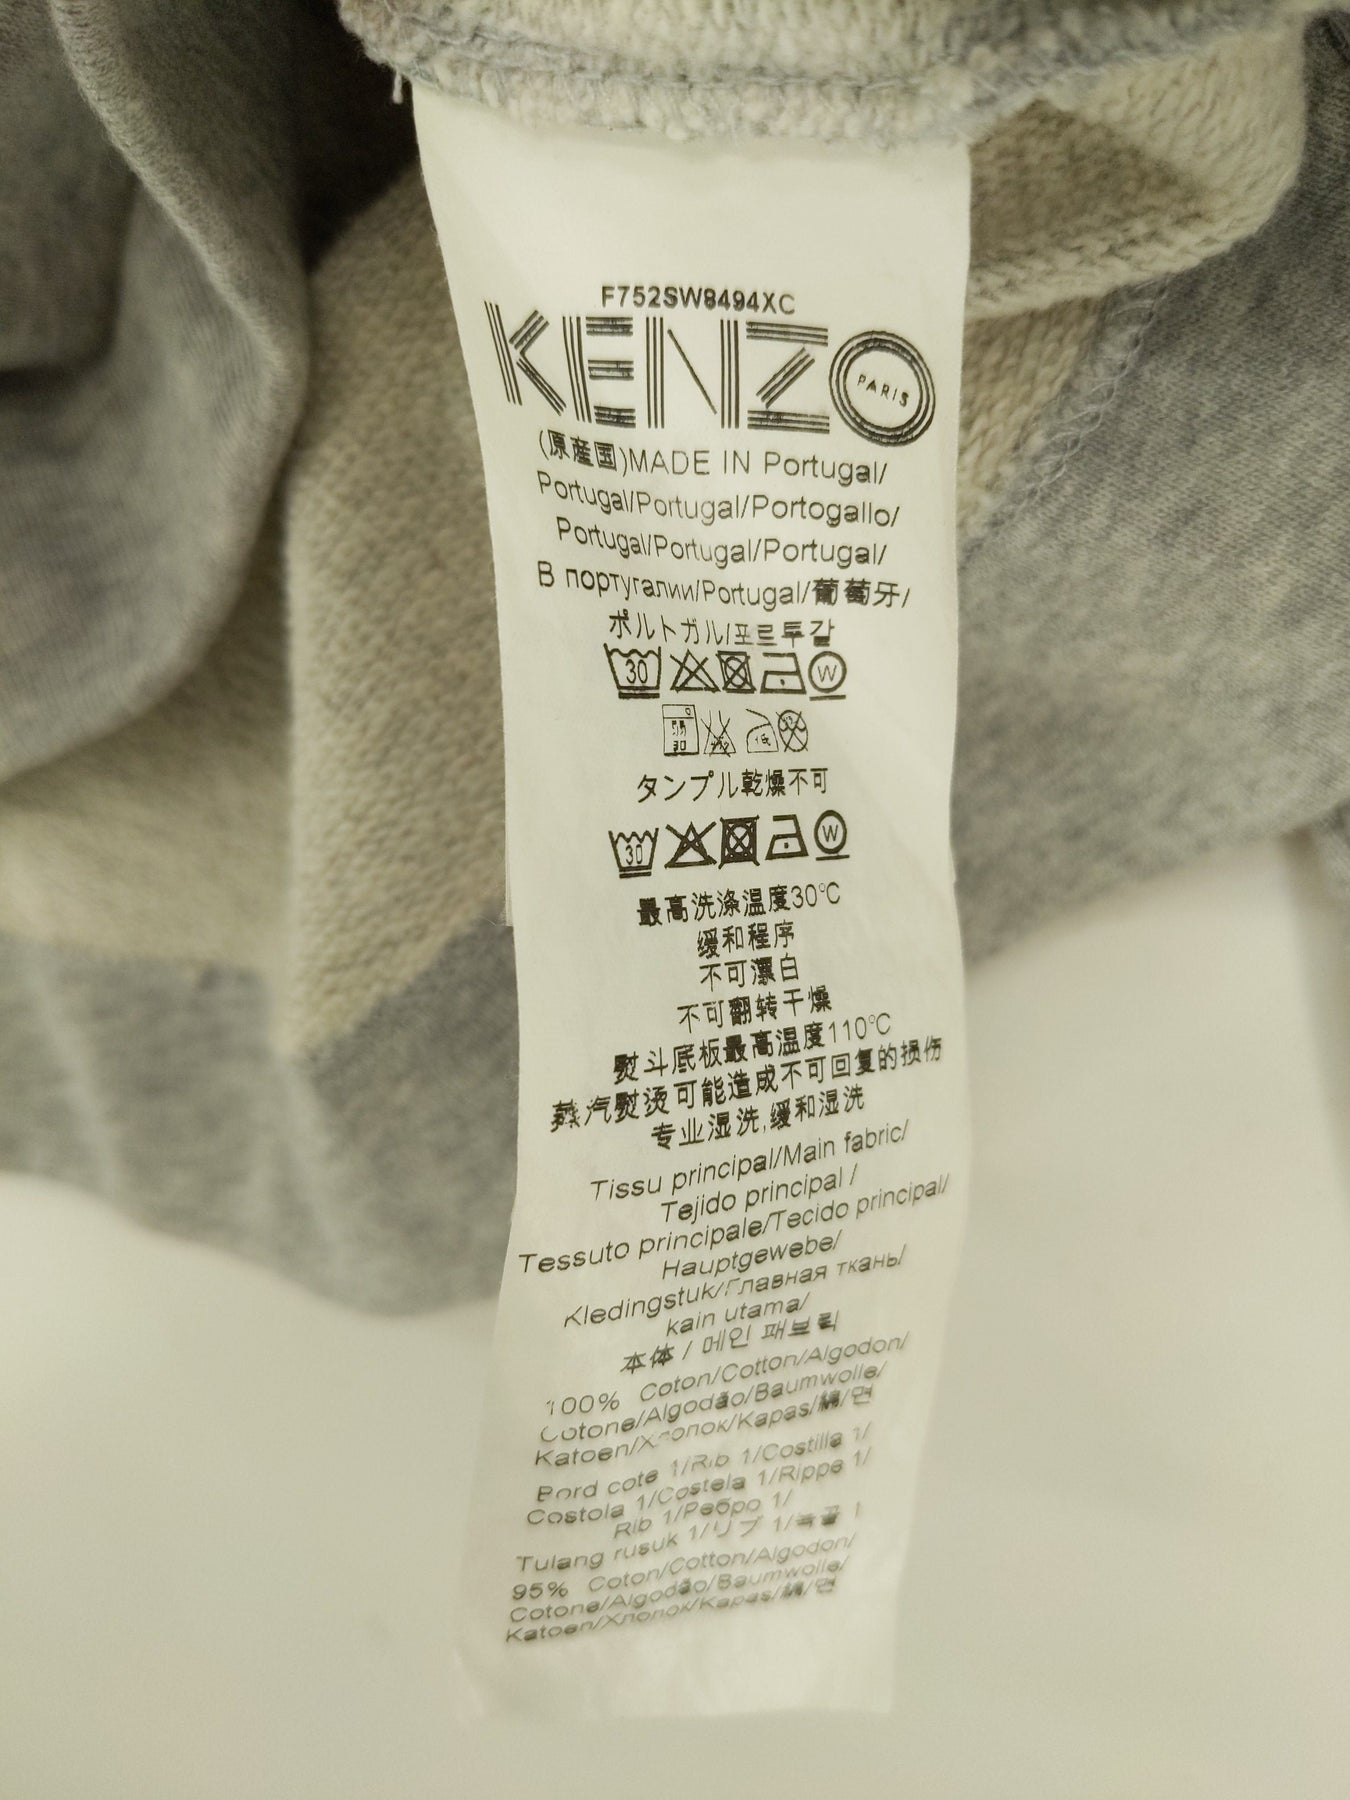 F752SW8494XC
KENZO
PARIS
(原産国)MADE IN Portugal/
Portugal/Portugal/Portogallo/
Portugal/Portugal/Portugal/
В португалии/Portugal/葡萄牙/
ポルトガル/포르투갈
30 W
30
タンプル乾燥不可
30 W
最高洗涤温度30℃
缓和程序
不可漂白
不可翻转干燥
熨斗底板最高温度110℃
蒸汽熨烫可能造成不可回复的损伤
专业湿洗,缓和湿洗
Tissu principal/Main fabric/
Tejido principal /
Tessuto principale/Tecido principal/
Hauptgewebe/
Kledingstuk/Главная ткань/
kain utama/
本体 / 메인 패브릭
100% Coton/Cotton/Algodon/
Cotone/Algodão/Baumwolle/
Katoen/Хлопок/Kapas/綿/면
Bord cote 1/Rib 1/Costilla 1/
Costola 1/Costela 1/Rippe 1/
Rib 1/Ребро 1/
Tulang rusuk 1/リブ 1/늑골 1
95% Coton/Cotton/Algodon/
Cotone/Algodão/Baumwolle/
Katoen/Хлопок/Kapas/綿/면